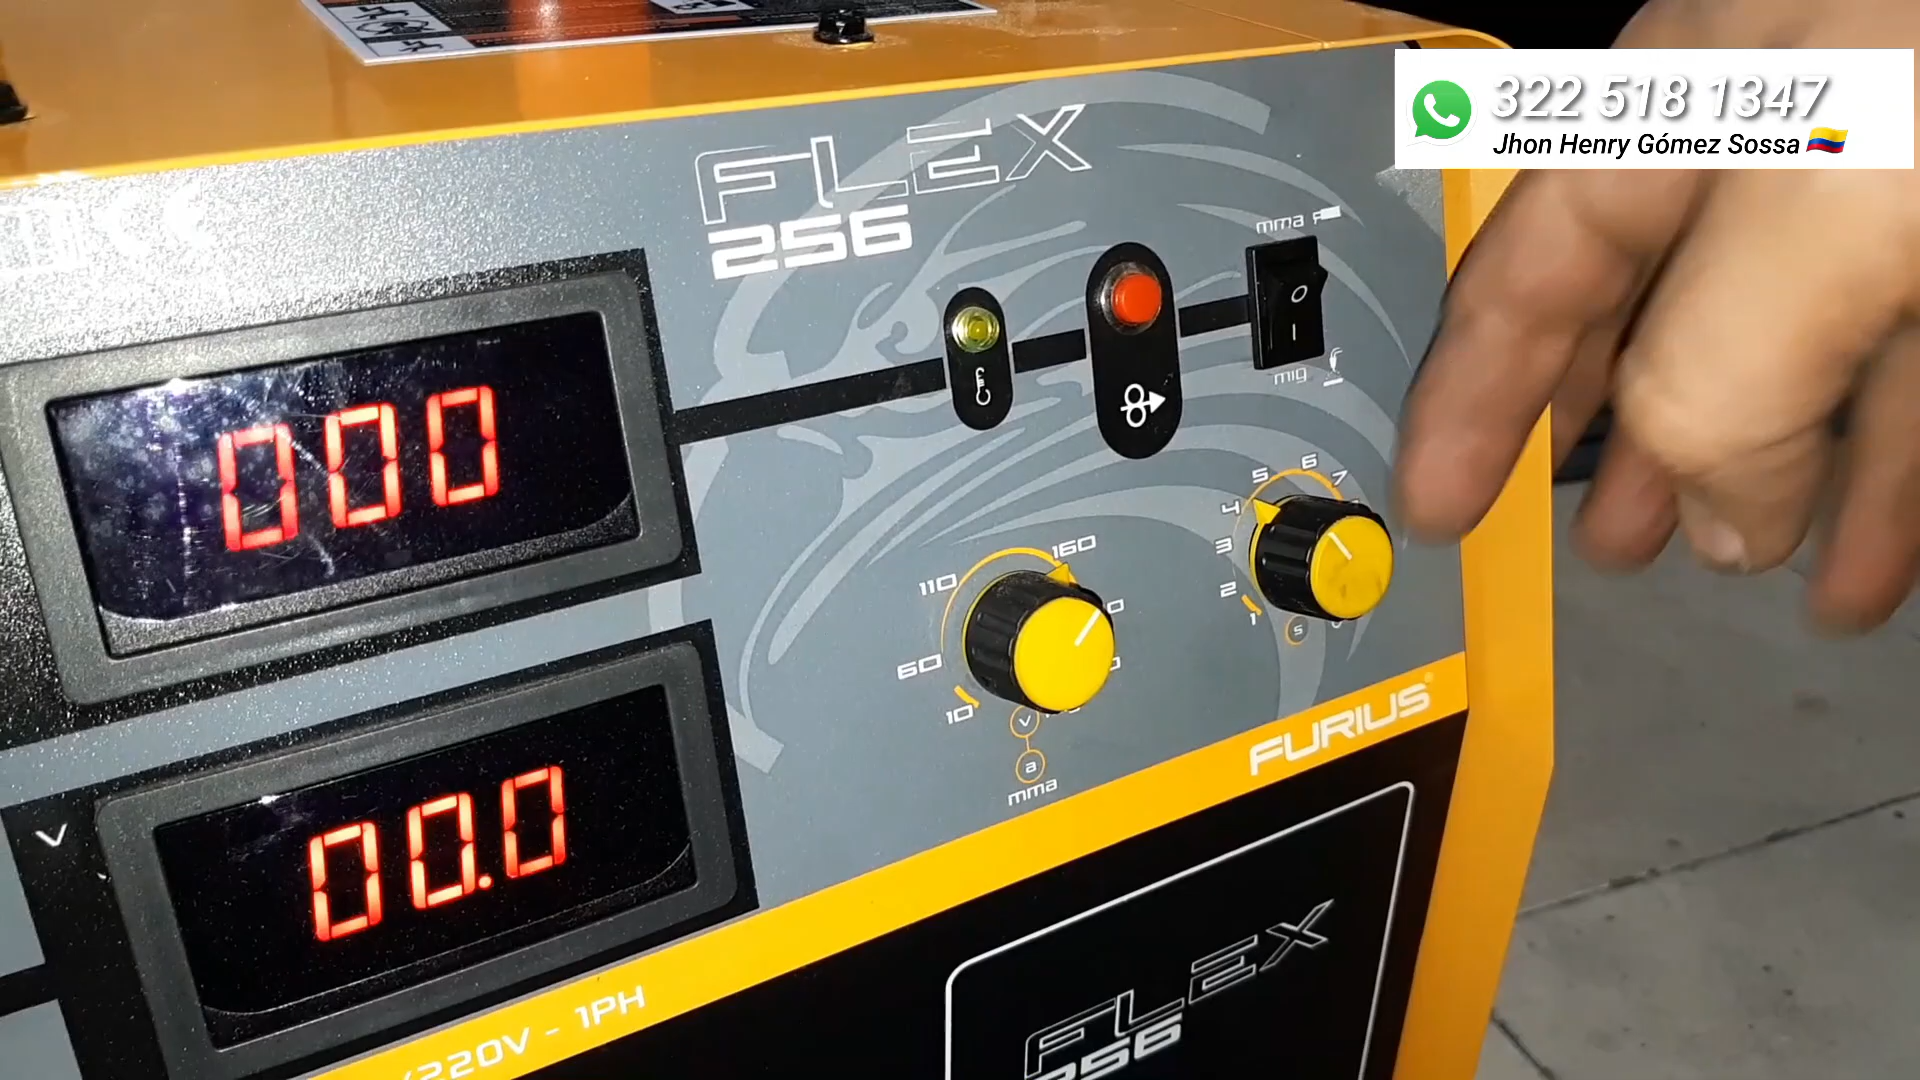 322 518 1347
Jhon Henry Gómez Sossa
FLEX
256
mma
O
I
mig
000
5 6 7
4
3
2
1
s
160
110
60
10
v
a
mma
FURIUS
V
00.0
220V - 1PH
FLEX
256